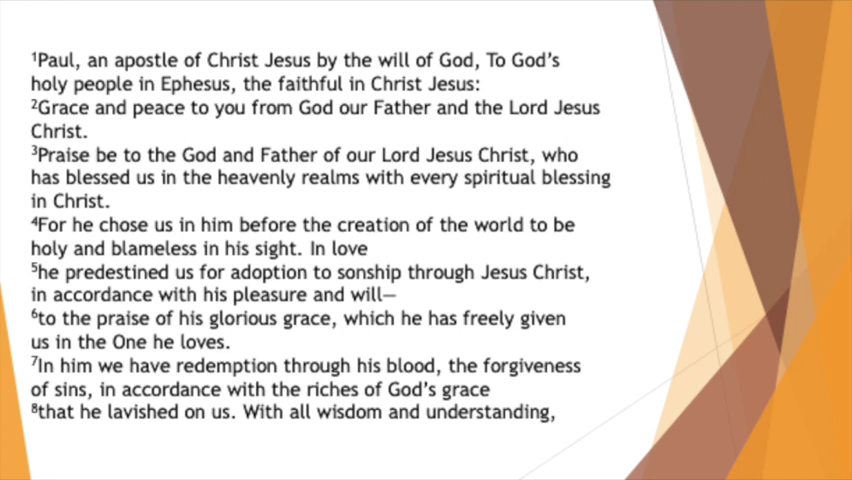 ¹Paul, an apostle of Christ Jesus by the will of God, To God’s
holy people in Ephesus, the faithful in Christ Jesus:
²Grace and peace to you from God our Father and the Lord Jesus
Christ.
³Praise be to the God and Father of our Lord Jesus Christ, who
has blessed us in the heavenly realms with every spiritual blessing
in Christ.
⁴For he chose us in him before the creation of the world to be
holy and blameless in his sight. In love
⁵he predestined us for adoption to sonship through Jesus Christ,
in accordance with his pleasure and will—
⁶to the praise of his glorious grace, which he has freely given
us in the One he loves.
⁷In him we have redemption through his blood, the forgiveness
of sins, in accordance with the riches of God’s grace
⁸that he lavished on us. With all wisdom and understanding,